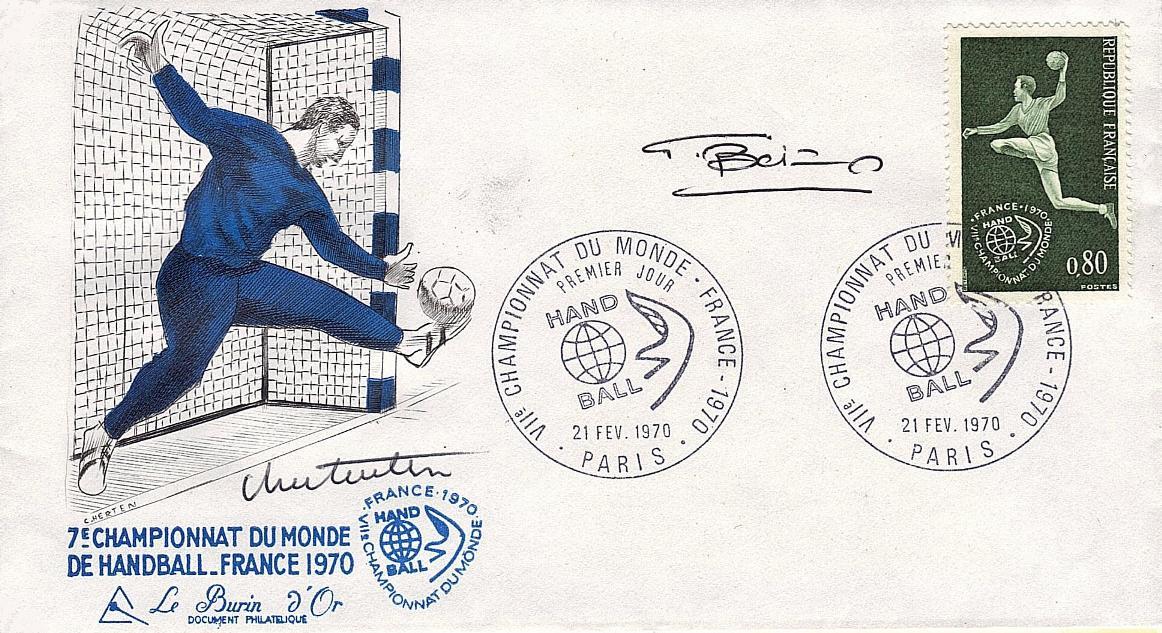 RÉPUBLIQUE FRANÇAISE
FRANCE·1970
VIIe CHAMPIONNAT·DU·MONDE
HAND
BALL
0,80
POSTES
VIIe CHAMPIONNAT DU MONDE · FRANCE - 1970 ·
PREMIER JOUR
HAND
BALL
21 FEV. 1970
· PARIS ·
VIIe CHAMPIONNAT DU
FRANCE - 1970 ·
PREMIER
HAND
BALL
21 FEV. 1970
· PARIS ·
C.HERTEN
7E CHAMPIONNAT DU MONDE
DE HANDBALL_FRANCE 1970
·FRANCE·1970·
VIIe CHAMPIONNAT DU MONDE
HAND
BALL
Le Burin d'Or
DOCUMENT PHILATELIQUE